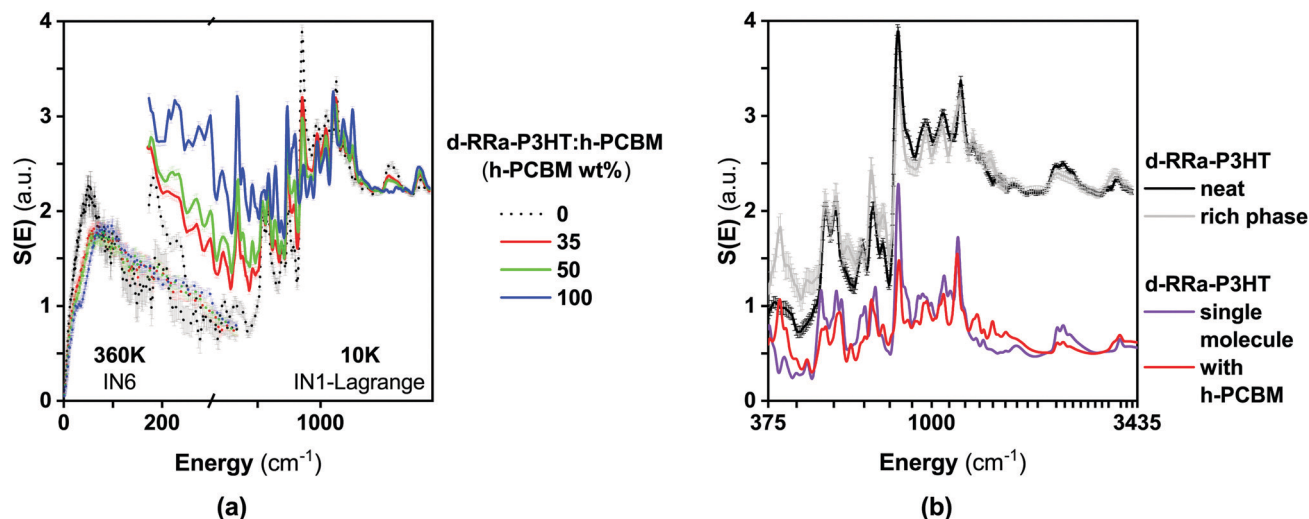 4
3
2
1
0
S(E) (a.u.)
360K
IN6
10K
IN1-Lagrange
0
200
1000
Energy (cm⁻¹)
(a)
d-RRa-P3HT:h-PCBM
(h-PCBM wt%)
0
35
50
100
4
3
2
1
0
S(E) (a.u.)
375
1000
3435
Energy (cm⁻¹)
(b)
d-RRa-P3HT
neat
rich phase
d-RRa-P3HT
single
molecule
with
h-PCBM